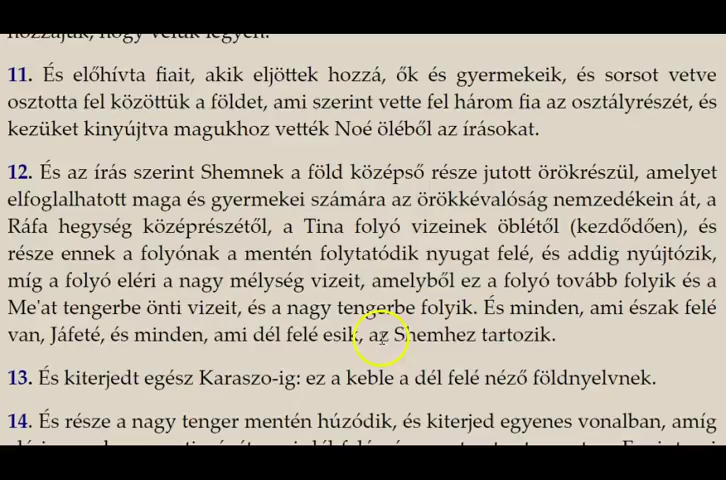 hozzájuk, hogy velük legyen.
11. És előhívta fiait, akik eljöttek hozzá, ők és gyermekeik, és sorsot vetve
osztotta fel közöttük a földet, ami szerint vette fel három fia az osztályrészét, és
kezüket kinyújtva magukhoz vették Noé öléből az írásokat.
12. És az írás szerint Shemnek a föld középső része jutott örökrészül, amelyet
elfoglalhatott maga és gyermekei számára az örökkévalóság nemzedékein át, a
Ráfa hegység középrészétől, a Tina folyó vizeinek öblétől (kezdődően), és
része ennek a folyónak a mentén folytatódik nyugat felé, és addig nyújtózik,
míg a folyó eléri a nagy mélység vizeit, amelyből ez a folyó tovább folyik és a
Me'at tengerbe önti vizeit, és a nagy tengerbe folyik. És minden, ami észak felé
van, Jáfeté, és minden, ami dél felé esik, az Shemhez tartozik.
13. És kiterjedt egész Karaszo-ig: ez a keble a dél felé néző földnyelvnek.
14. És része a nagy tenger mentén húzódik, és kiterjed egyenes vonalban, amíg